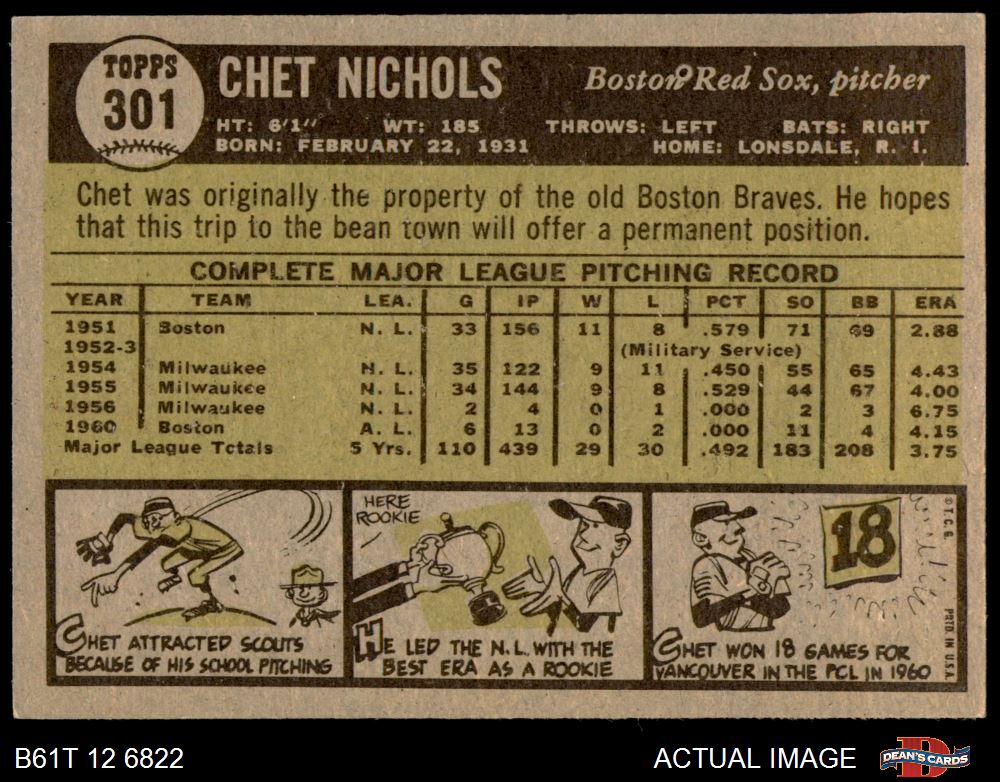 TOPPS
301
CHET NICHOLS
Boston Red Sox, pitcher
HT: 6'1" WT: 185 THROWS: LEFT BATS: RIGHT
BORN: FEBRUARY 22, 1931 HOME: LONSDALE, R. I.
Chet was originally the property of the old Boston Braves. He hopes
that this trip to the bean town will offer a permanent position.
COMPLETE MAJOR LEAGUE PITCHING RECORD
YEAR TEAM LEA. G IP W L PCT SO BB ERA
1951 Boston N. L. 33 156 11 8 .579 71 69 2.88
1952-3 (Military Service)
1954 Milwaukee N. L. 35 122 9 11 .450 55 65 4.43
1955 Milwaukee N. L. 34 144 9 8 .529 44 67 4.00
1956 Milwaukee N. L. 2 4 0 1 .000 2 3 6.75
1960 Boston A. L. 6 13 0 2 .000 11 4 4.15
Major League Totals 5 Yrs. 110 439 29 30 .492 183 208 3.75
HERE
ROOKIE
18
CHET ATTRACTED SCOUTS
BECAUSE OF HIS SCHOOL PITCHING
HE LED THE N.L. WITH THE
BEST ERA AS A ROOKIE
CHET WON 18 GAMES FOR
VANCOUVER IN THE PCL IN 1960
© T.C.G.
PRTD. IN U.S.A.
B61T 12 6822
ACTUAL IMAGE
DEAN'S CARDS